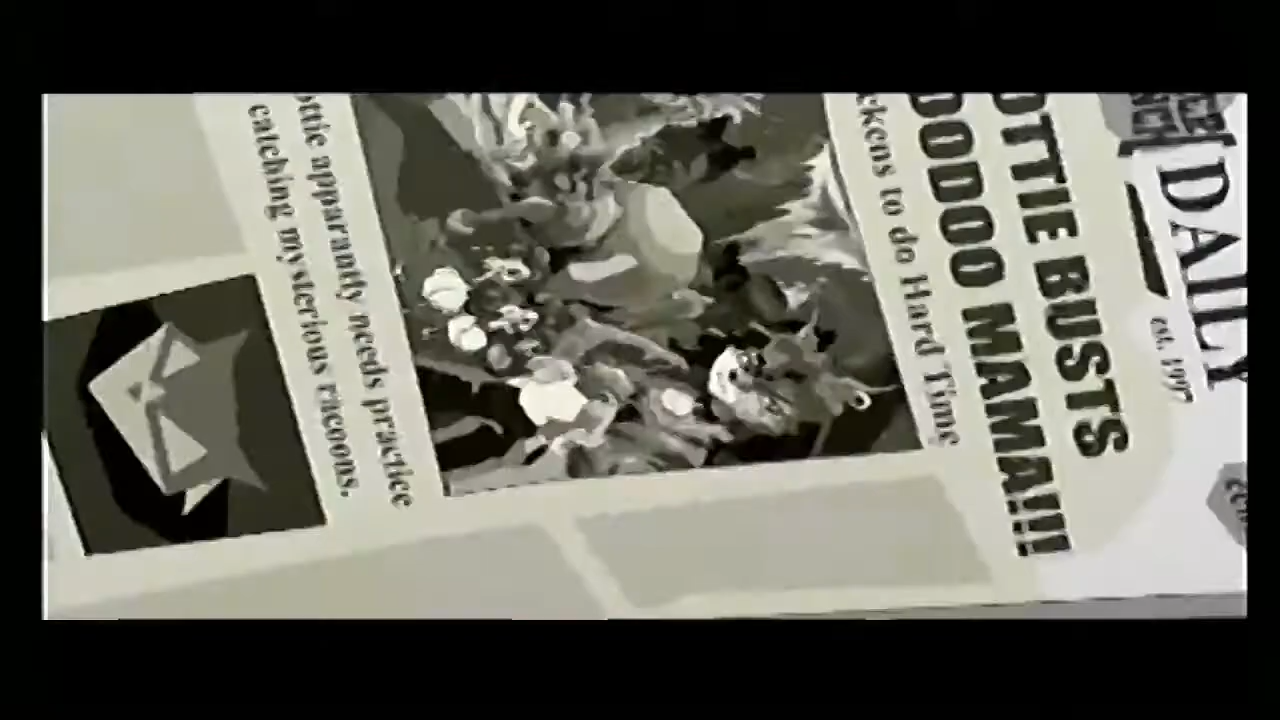 DAILY
est. 1997
OTTIE BUSTS
OODOO MAMA!!!
ckens to do Hard Time
ottie apparantly needs practice
catching mysterious racoons.